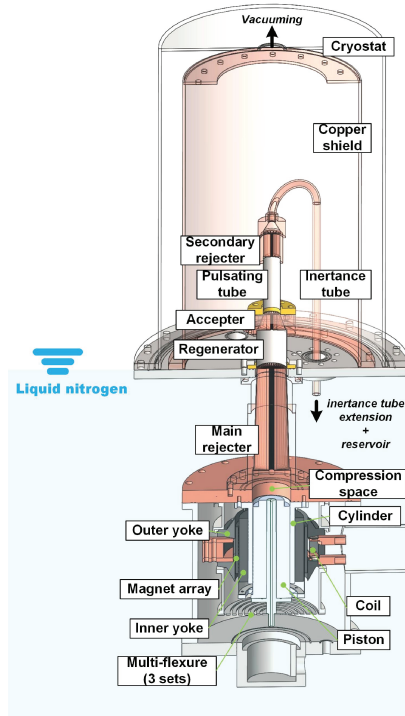 Vacuuming
Cryostat
Copper
shield
Secondary
rejecter
Pulsating
tube
Inertance
tube
Accepter
Regenerator
Liquid nitrogen
inertance tube
extension
+
reservoir
Main
rejecter
Compression
space
Cylinder
Outer yoke
Magnet array
Coil
Inner yoke
Piston
Multi-flexure
(3 sets)